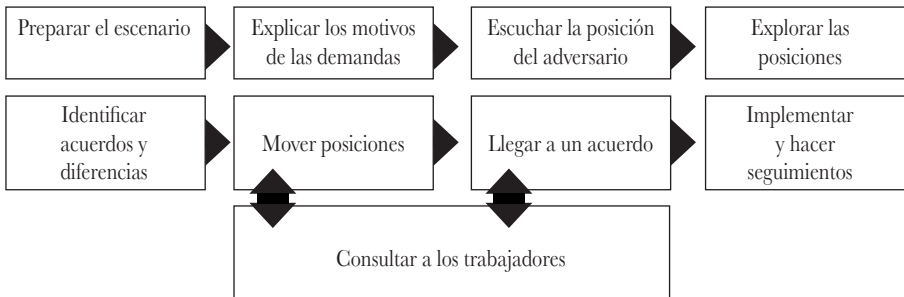 Preparar el escenario
Explicar los motivos
de las demandas
Escuchar la posición
del adversario
Explorar las
posiciones
Identificar
acuerdos y
diferencias
Mover posiciones
Llegar a un acuerdo
Implementar
y hacer
seguimientos
Consultar a los trabajadores